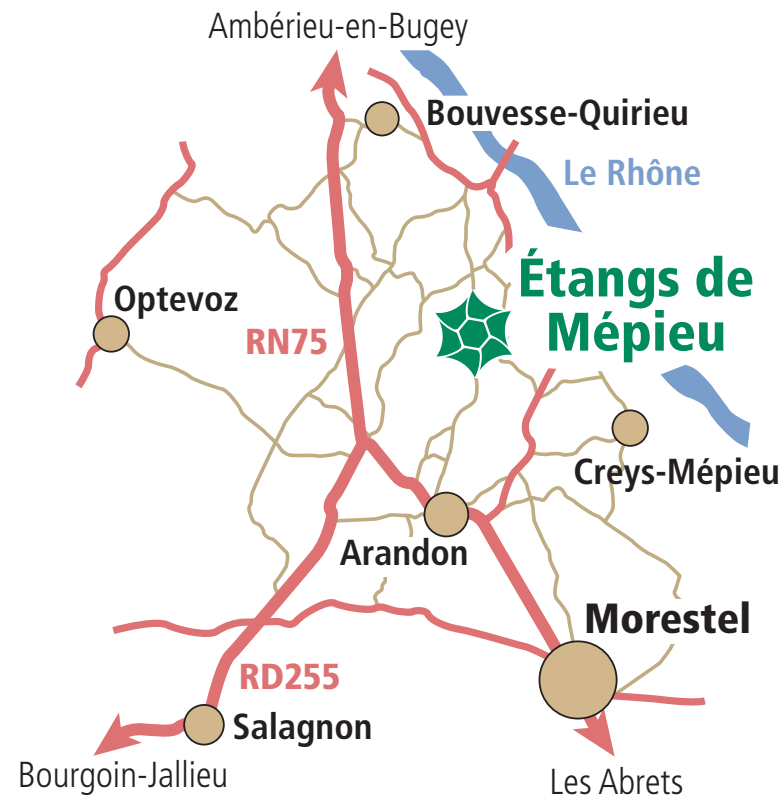 Ambérieu-en-Bugey
Bouvesse-Quirieu
Le Rhône
Étangs de
Mépieu
Optevoz
RN75
Creys-Mépieu
Arandon
Morestel
RD255
Salagnon
Bourgoin-Jallieu
Les Abrets